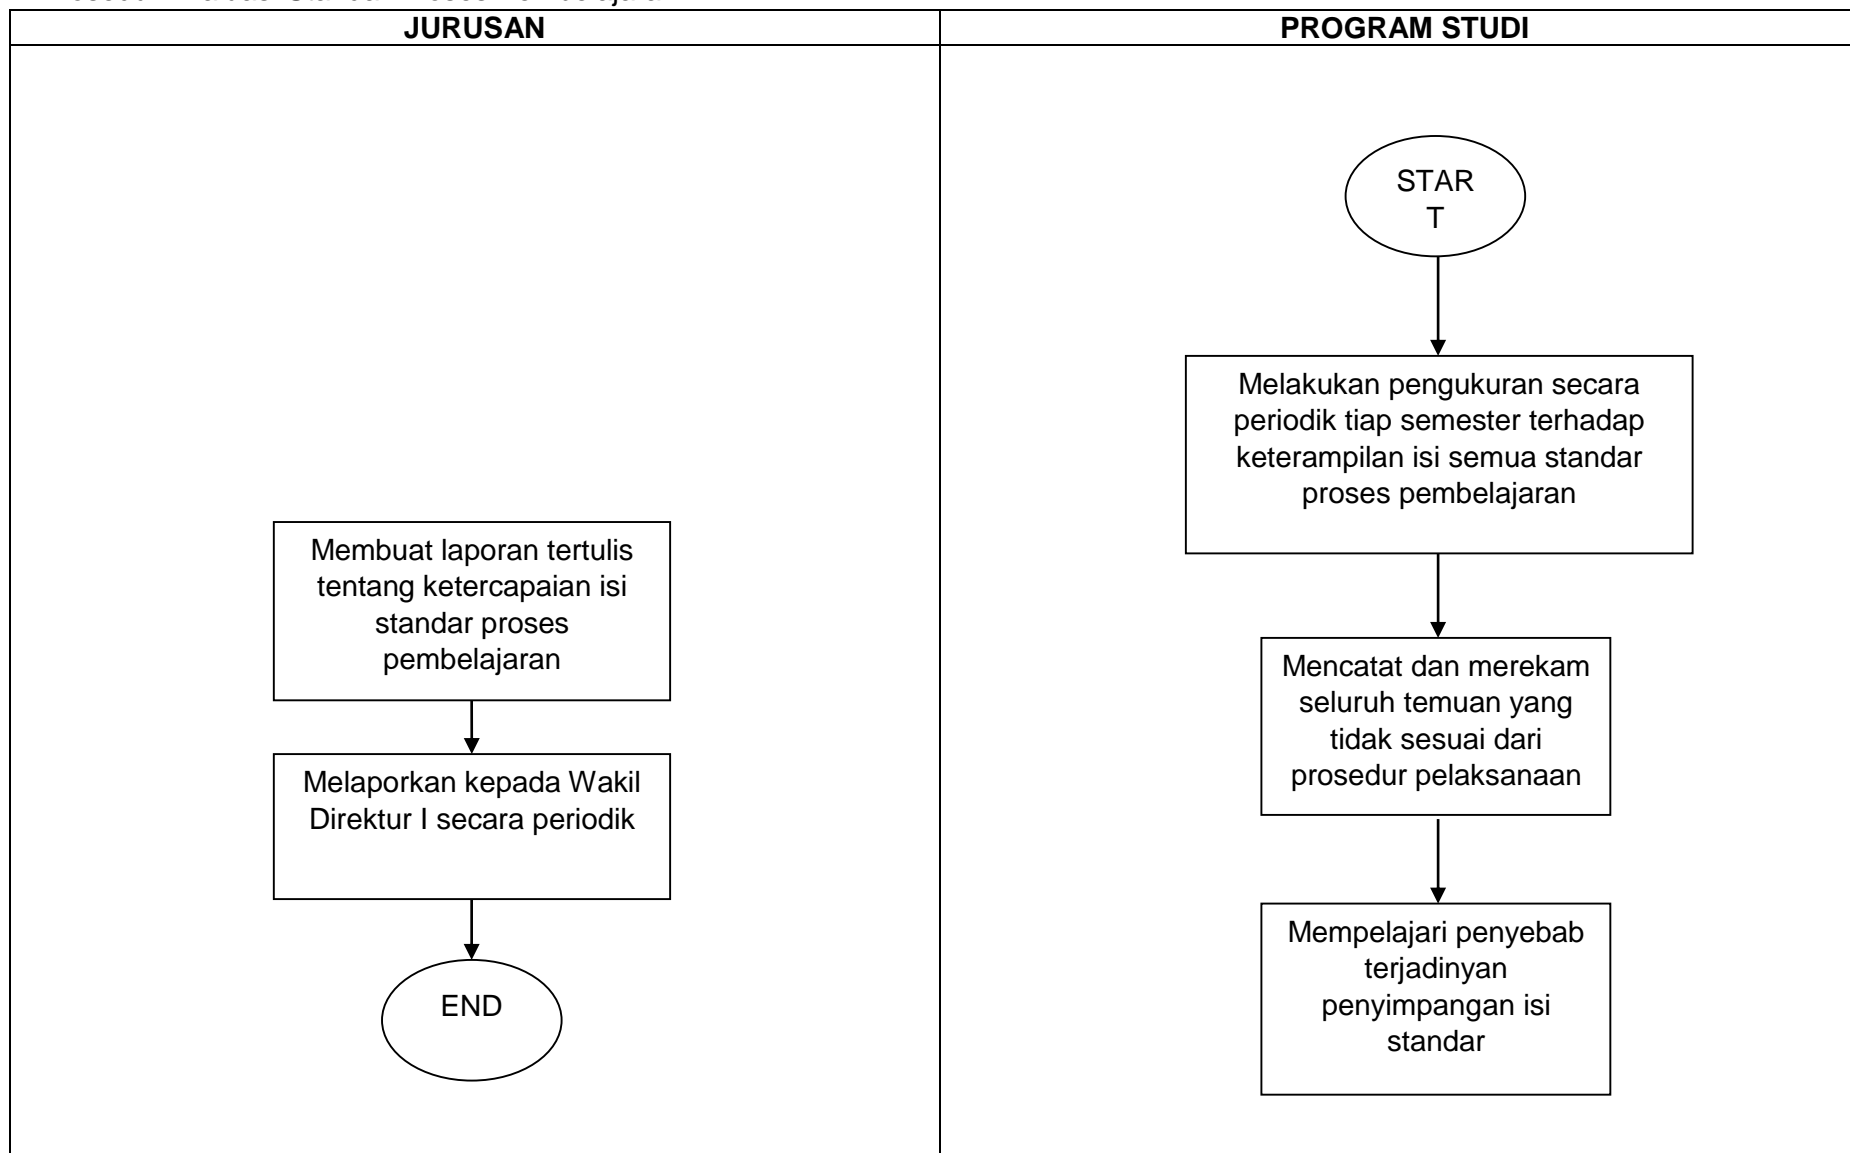 JURUSAN
PROGRAM STUDI
STAR
T
Melakukan pengukuran secara
periodik tiap semester terhadap
keterampilan isi semua standar
proses pembelajaran
Mencatat dan merekam
seluruh temuan yang
tidak sesuai dari
prosedur pelaksanaan
Mempelajari penyebab
terjadinyan
penyimpangan isi
standar
Membuat laporan tertulis
tentang ketercapaian isi
standar proses
pembelajaran
Melaporkan kepada Wakil
Direktur I secara periodik
END